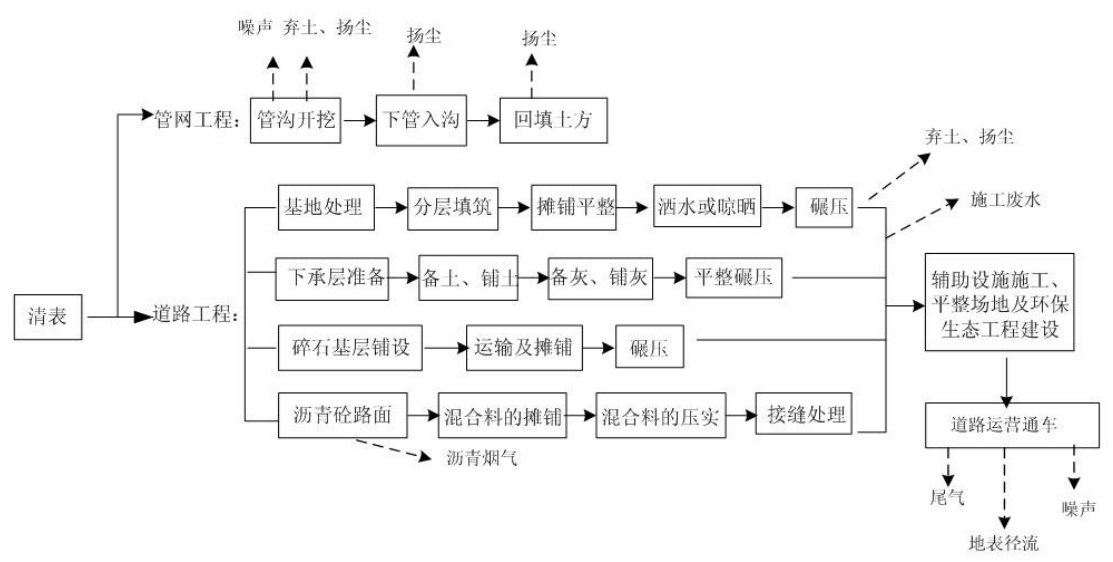 噪声 弃土、扬尘
扬尘
扬尘
管网工程：
管沟开挖
下管入沟
回填土方
弃土、扬尘
施工废水
基地处理
分层填筑
摊铺平整
洒水或晾晒
碾压
下承层准备
备土、铺土
备灰、铺灰
平整碾压
辅助设施施工、
平整场地及环保
生态工程建设
清表
道路工程：
碎石基层铺设
运输及摊铺
碾压
沥青砼路面
混合料的摊铺
混合料的压实
接缝处理
道路运营通车
沥青烟气
尾气
噪声
地表径流